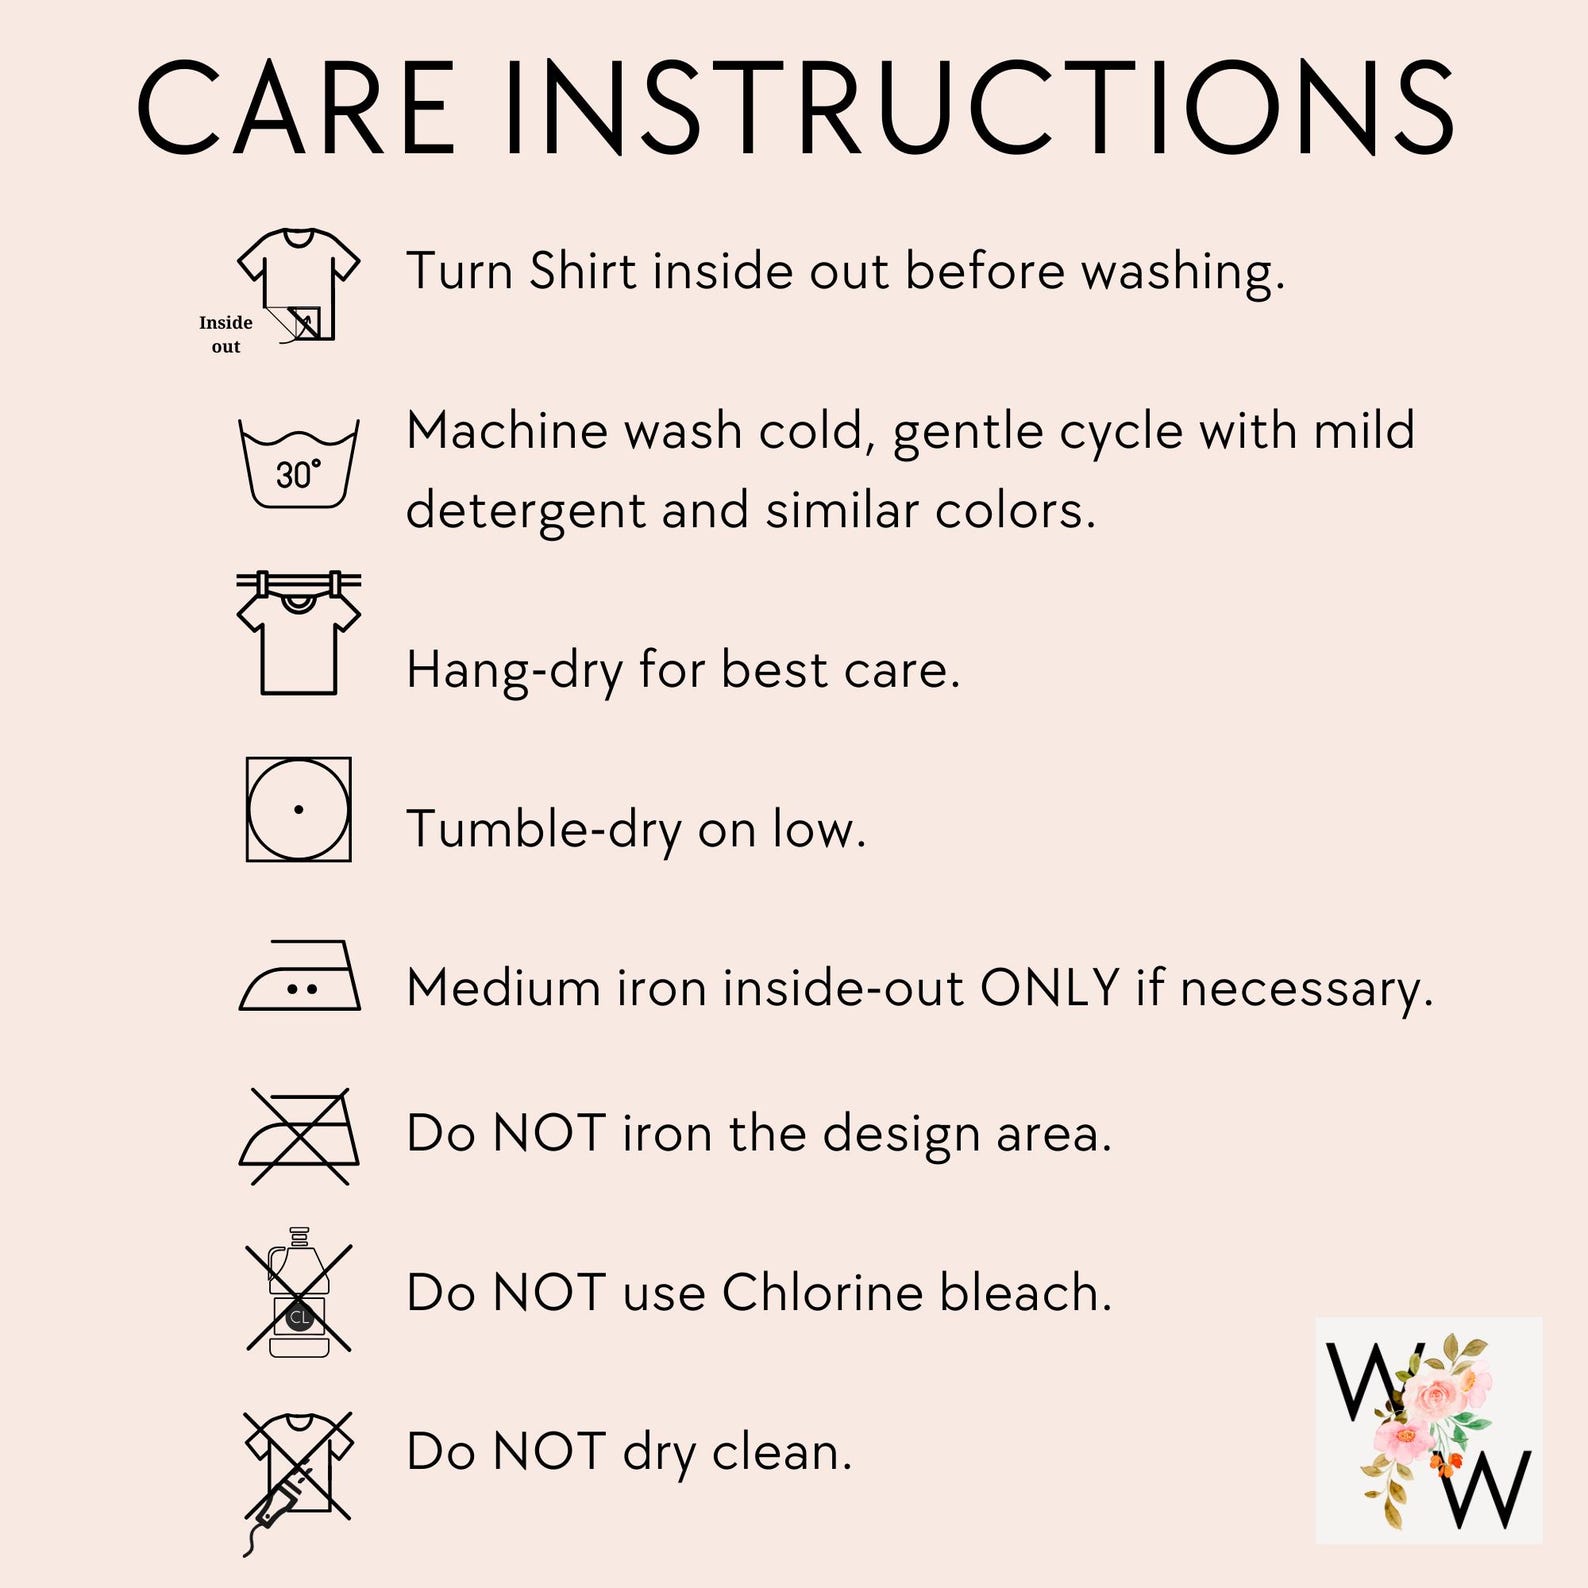 CARE INSTRUCTIONS
Turn Shirt inside out before washing.
Inside
out
Machine wash cold, gentle cycle with mild
30°
detergent and similar colors.
Hang-dry for best care.
Tumble-dry on low.
Medium iron inside-out ONLY if necessary.
Do NOT iron the design area.
Do NOT use Chlorine bleach.
CL
Do NOT dry clean.
W
W